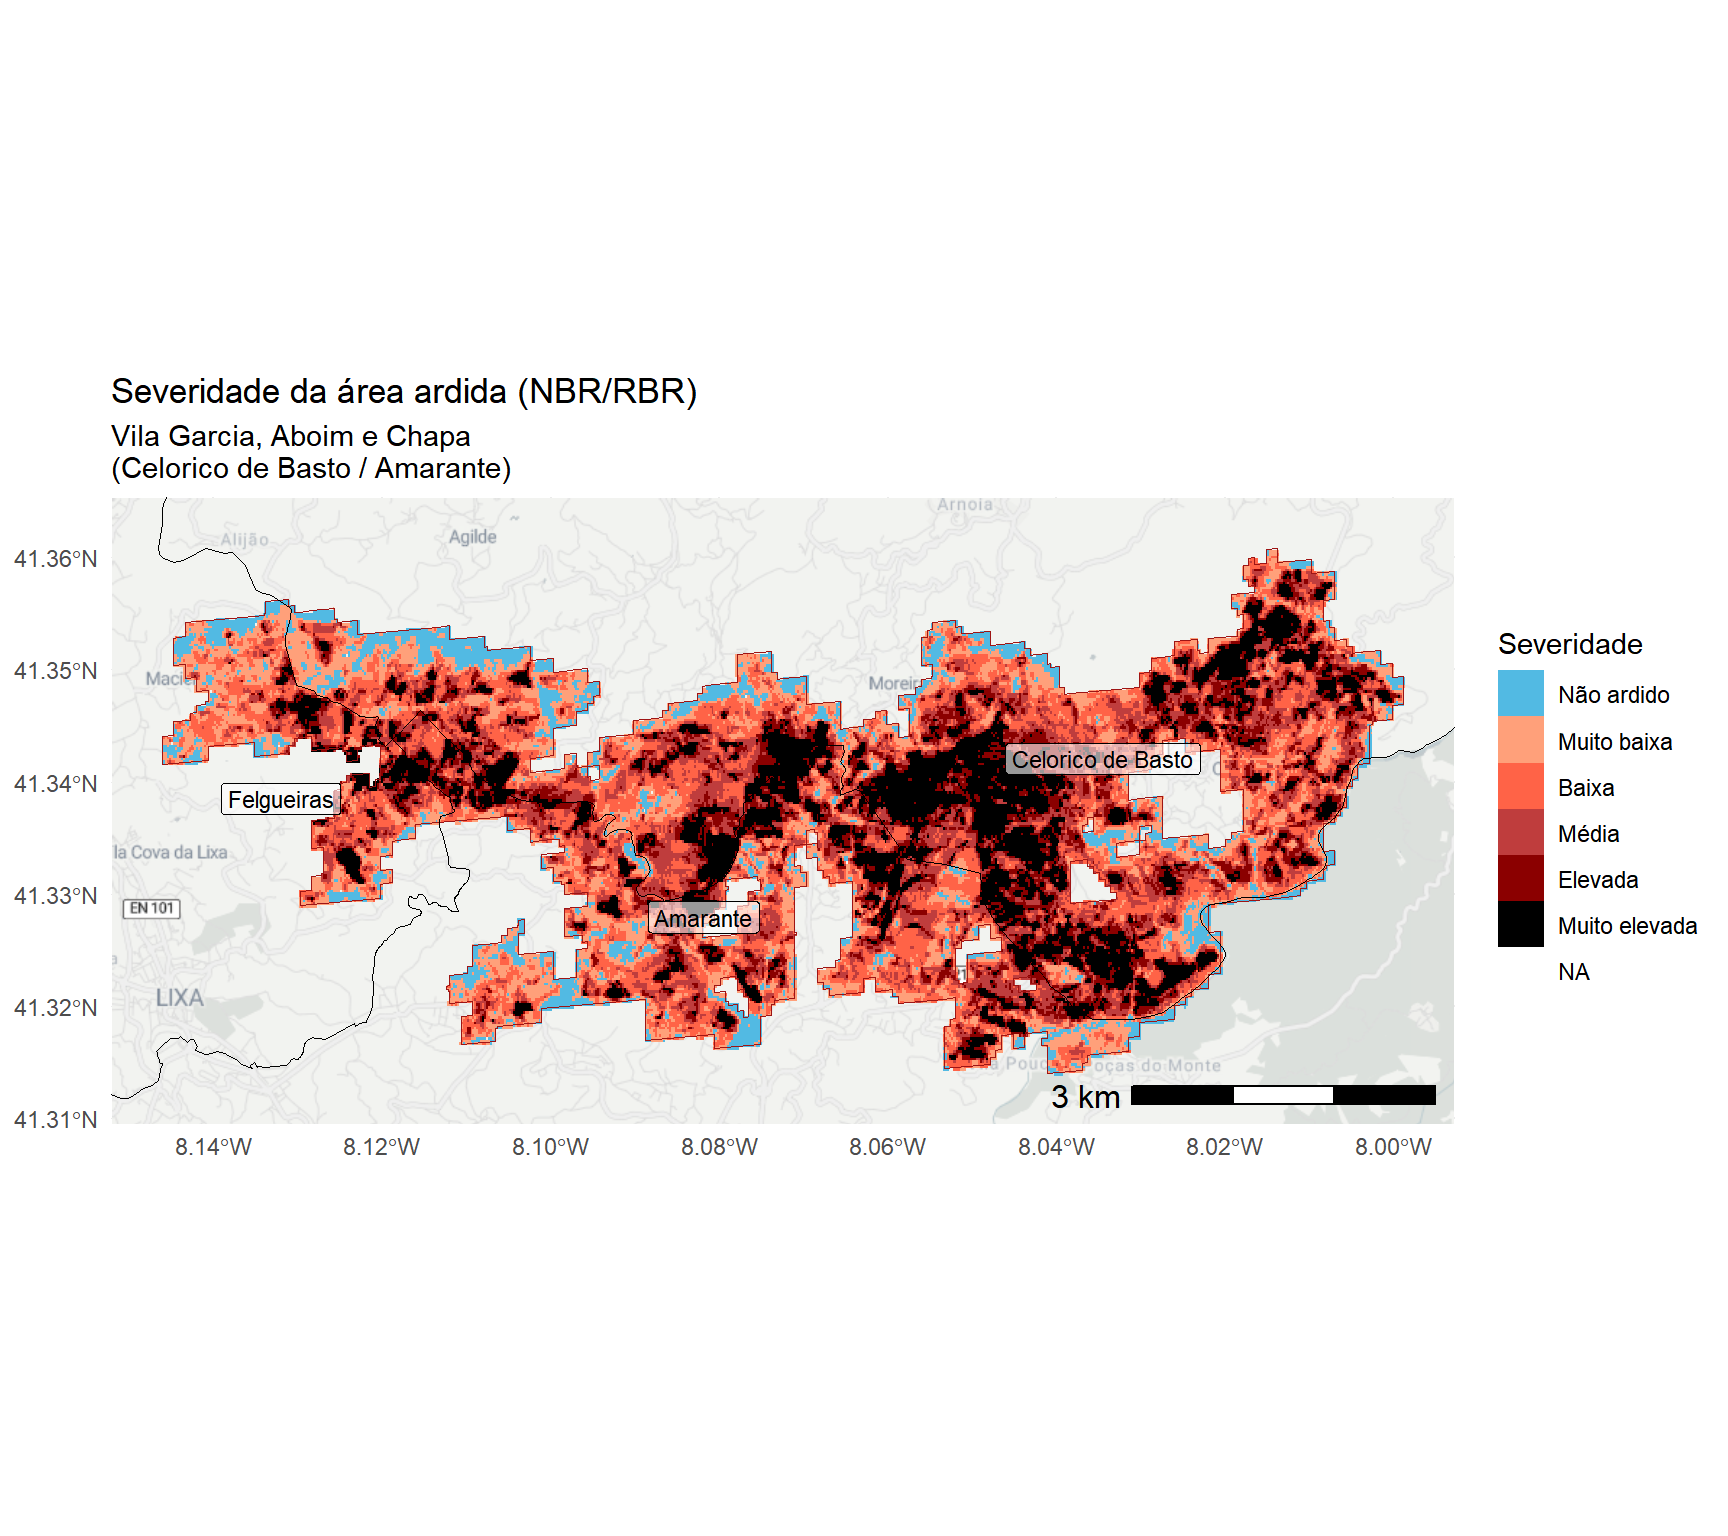 Severidade da área ardida (NBR/RBR)
Vila Garcia, Aboim e Chapa
(Celorico de Basto / Amarante)
Arnoia
Alijão
Agilde
41.36°N
41.35°N
41.34°N
41.33°N
41.32°N
41.31°N
Macie
Moreir
Celorico de Basto
Felgueiras
la Cova da Lixa
EN 101
Amarante
LIXA
oças do Monte
3 km
8.14°W
8.12°W
8.10°W
8.08°W
8.06°W
8.04°W
8.02°W
8.00°W
Severidade
Não ardido
Muito baixa
Baixa
Média
Elevada
Muito elevada
NA